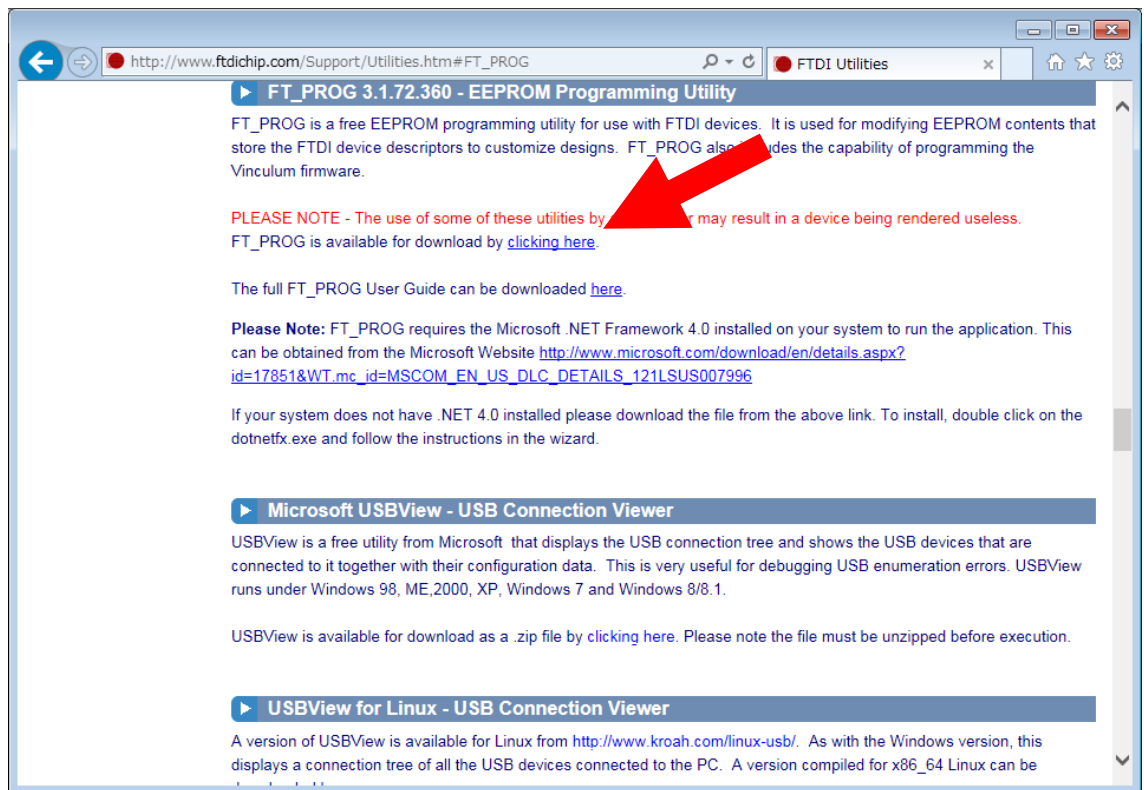 http://www.ftdichip.com/Support/Utilities.htm#FT_PROG
FTDI Utilities
FT_PROG 3.1.72.360 - EEPROM Programming Utility
FT_PROG is a free EEPROM programming utility for use with FTDI devices. It is used for modifying EEPROM contents that
store the FTDI device descriptors to customize designs. FT_PROG also the capability of programming the
Vinculum firmware.
PLEASE NOTE - The use of some of these utilities by may result in a device being rendered useless.
FT_PROG is available for download by clicking here.
The full FT_PROG User Guide can be downloaded here.
Please Note: FT_PROG requires the Microsoft .NET Framework 4.0 installed on your system to run the application. This
can be obtained from the Microsoft Website http://www.microsoft.com/download/en/details.aspx?
id=17851&WT.mc_id=MSCOM_EN_US_DLC_DETAILS_121LSUS007996
If your system does not have .NET 4.0 installed please download the file from the above link. To install, double click on the
dotnetfx.exe and follow the instructions in the wizard.
Microsoft USBView - USB Connection Viewer
USBView is a free utility from Microsoft that displays the USB connection tree and shows the USB devices that are
connected to it together with their configuration data. This is very useful for debugging USB enumeration errors. USBView
runs under Windows 98, ME,2000, XP, Windows 7 and Windows 8/8.1.
USBView is available for download as a .zip file by clicking here. Please note the file must be unzipped before execution.
USBView for Linux - USB Connection Viewer
A version of USBView is available for Linux from http://www.kroah.com/linux-usb/. As with the Windows version, this
displays a connection tree of all the USB devices connected to the PC. A version compiled for x86_64 Linux can be